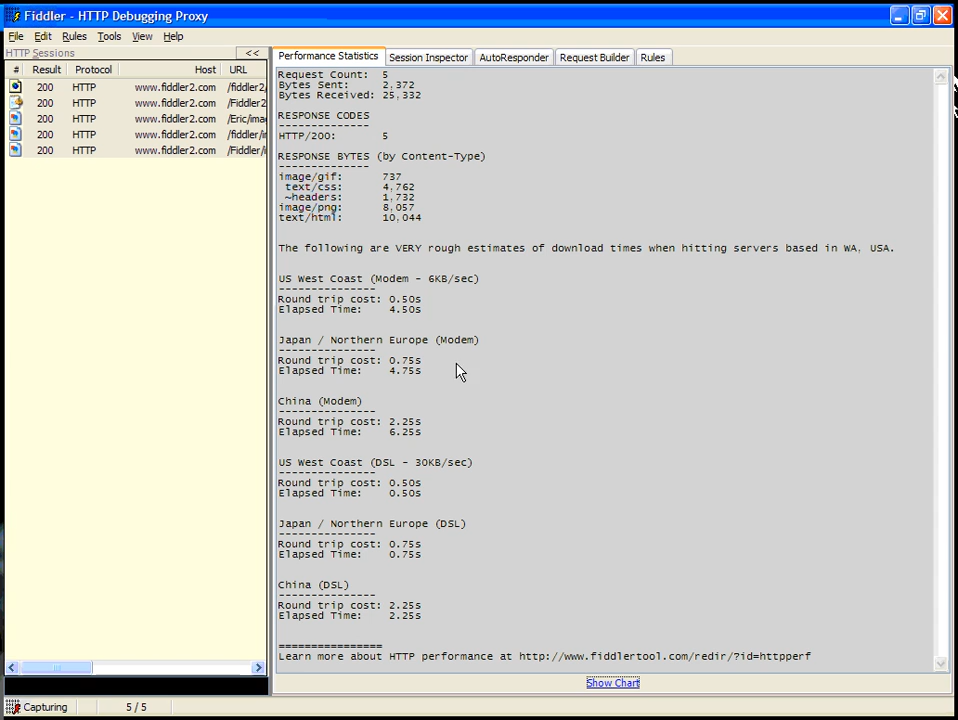 Fiddler - HTTP Debugging Proxy
File Edit Rules Tools View Help
HTTP Sessions <<
# Result Protocol Host URL
200 HTTP www.fiddler2.com /fiddler2/
200 HTTP www.fiddler2.com /Fiddler2
200 HTTP www.fiddler2.com /Eric/ima
200 HTTP www.fiddler2.com /fiddler/in
200 HTTP www.fiddler2.com /Fiddler/i
Performance Statistics Session Inspector AutoResponder Request Builder Rules
Request Count: 5
Bytes Sent: 2,372
Bytes Received: 25,332
RESPONSE CODES
--------------
HTTP/200: 5
RESPONSE BYTES (by Content-Type)
--------------
image/gif: 737
text/css: 4,762
~headers: 1,732
image/png: 8,057
text/html: 10,044
The following are VERY rough estimates of download times when hitting servers based in WA, USA.
US West Coast (Modem - 6KB/sec)
---------------
Round trip cost: 0.50s
Elapsed Time: 4.50s
Japan / Northern Europe (Modem)
---------------
Round trip cost: 0.75s
Elapsed Time: 4.75s
China (Modem)
---------------
Round trip cost: 2.25s
Elapsed Time: 6.25s
US West Coast (DSL - 30KB/sec)
---------------
Round trip cost: 0.50s
Elapsed Time: 0.50s
Japan / Northern Europe (DSL)
---------------
Round trip cost: 0.75s
Elapsed Time: 0.75s
China (DSL)
---------------
Round trip cost: 2.25s
Elapsed Time: 2.25s
================
Learn more about HTTP performance at http://www.fiddlertool.com/redir/?id=httpperf
Show Chart
Capturing 5 / 5